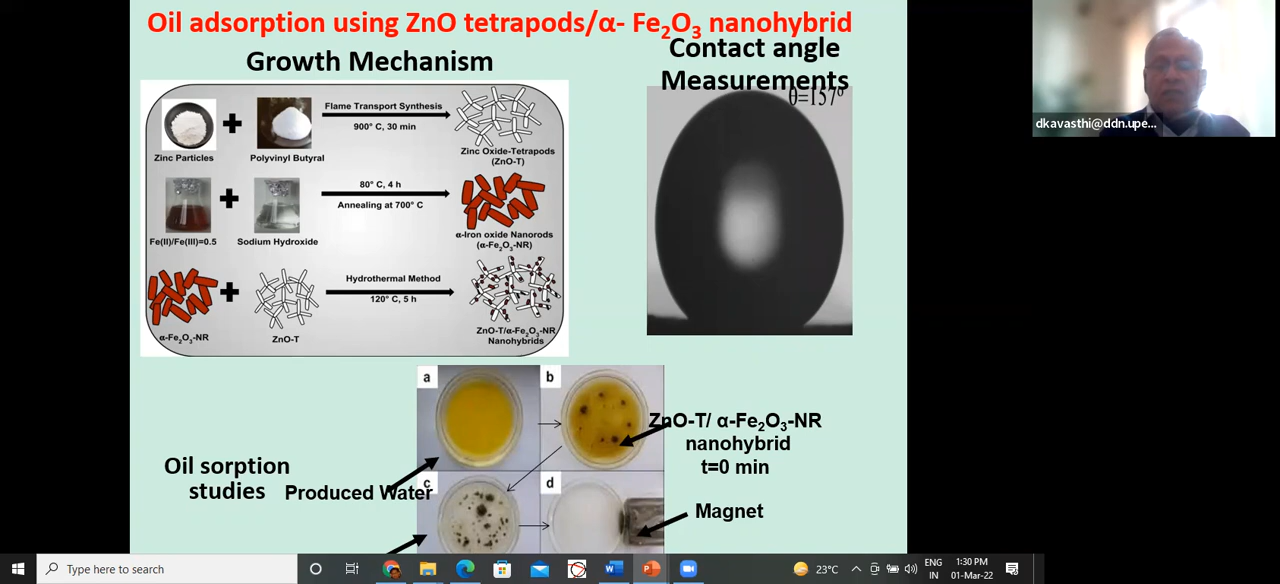 Oil adsorption using ZnO tetrapods/α- Fe₂O₃ nanohybrid
Growth Mechanism
Contact angle
Measurements
θ=157°
Flame Transport Synthesis
900° C, 30 min
Zinc Particles
Polyvinyl Butyral
Zinc Oxide-Tetrapods
(ZnO-T)
80° C, 4 h
Annealing at 700° C
Fe(II)/Fe(III)=0.5
Sodium Hydroxide
α-Iron oxide Nanorods
(α-Fe₂O₃-NR)
Hydrothermal Method
120° C, 5 h
α-Fe₂O₃-NR
ZnO-T
ZnO-T/α-Fe₂O₃-NR
Nanohybrids
dkavasthi@ddn.upe...
a
b
ZnO-T/ α-Fe₂O₃-NR
nanohybrid
t=0 min
Oil sorption
studies
Produced Water
c
d
Magnet
Type here to search
23°C
ENG
IN
1:30 PM
01-Mar-22